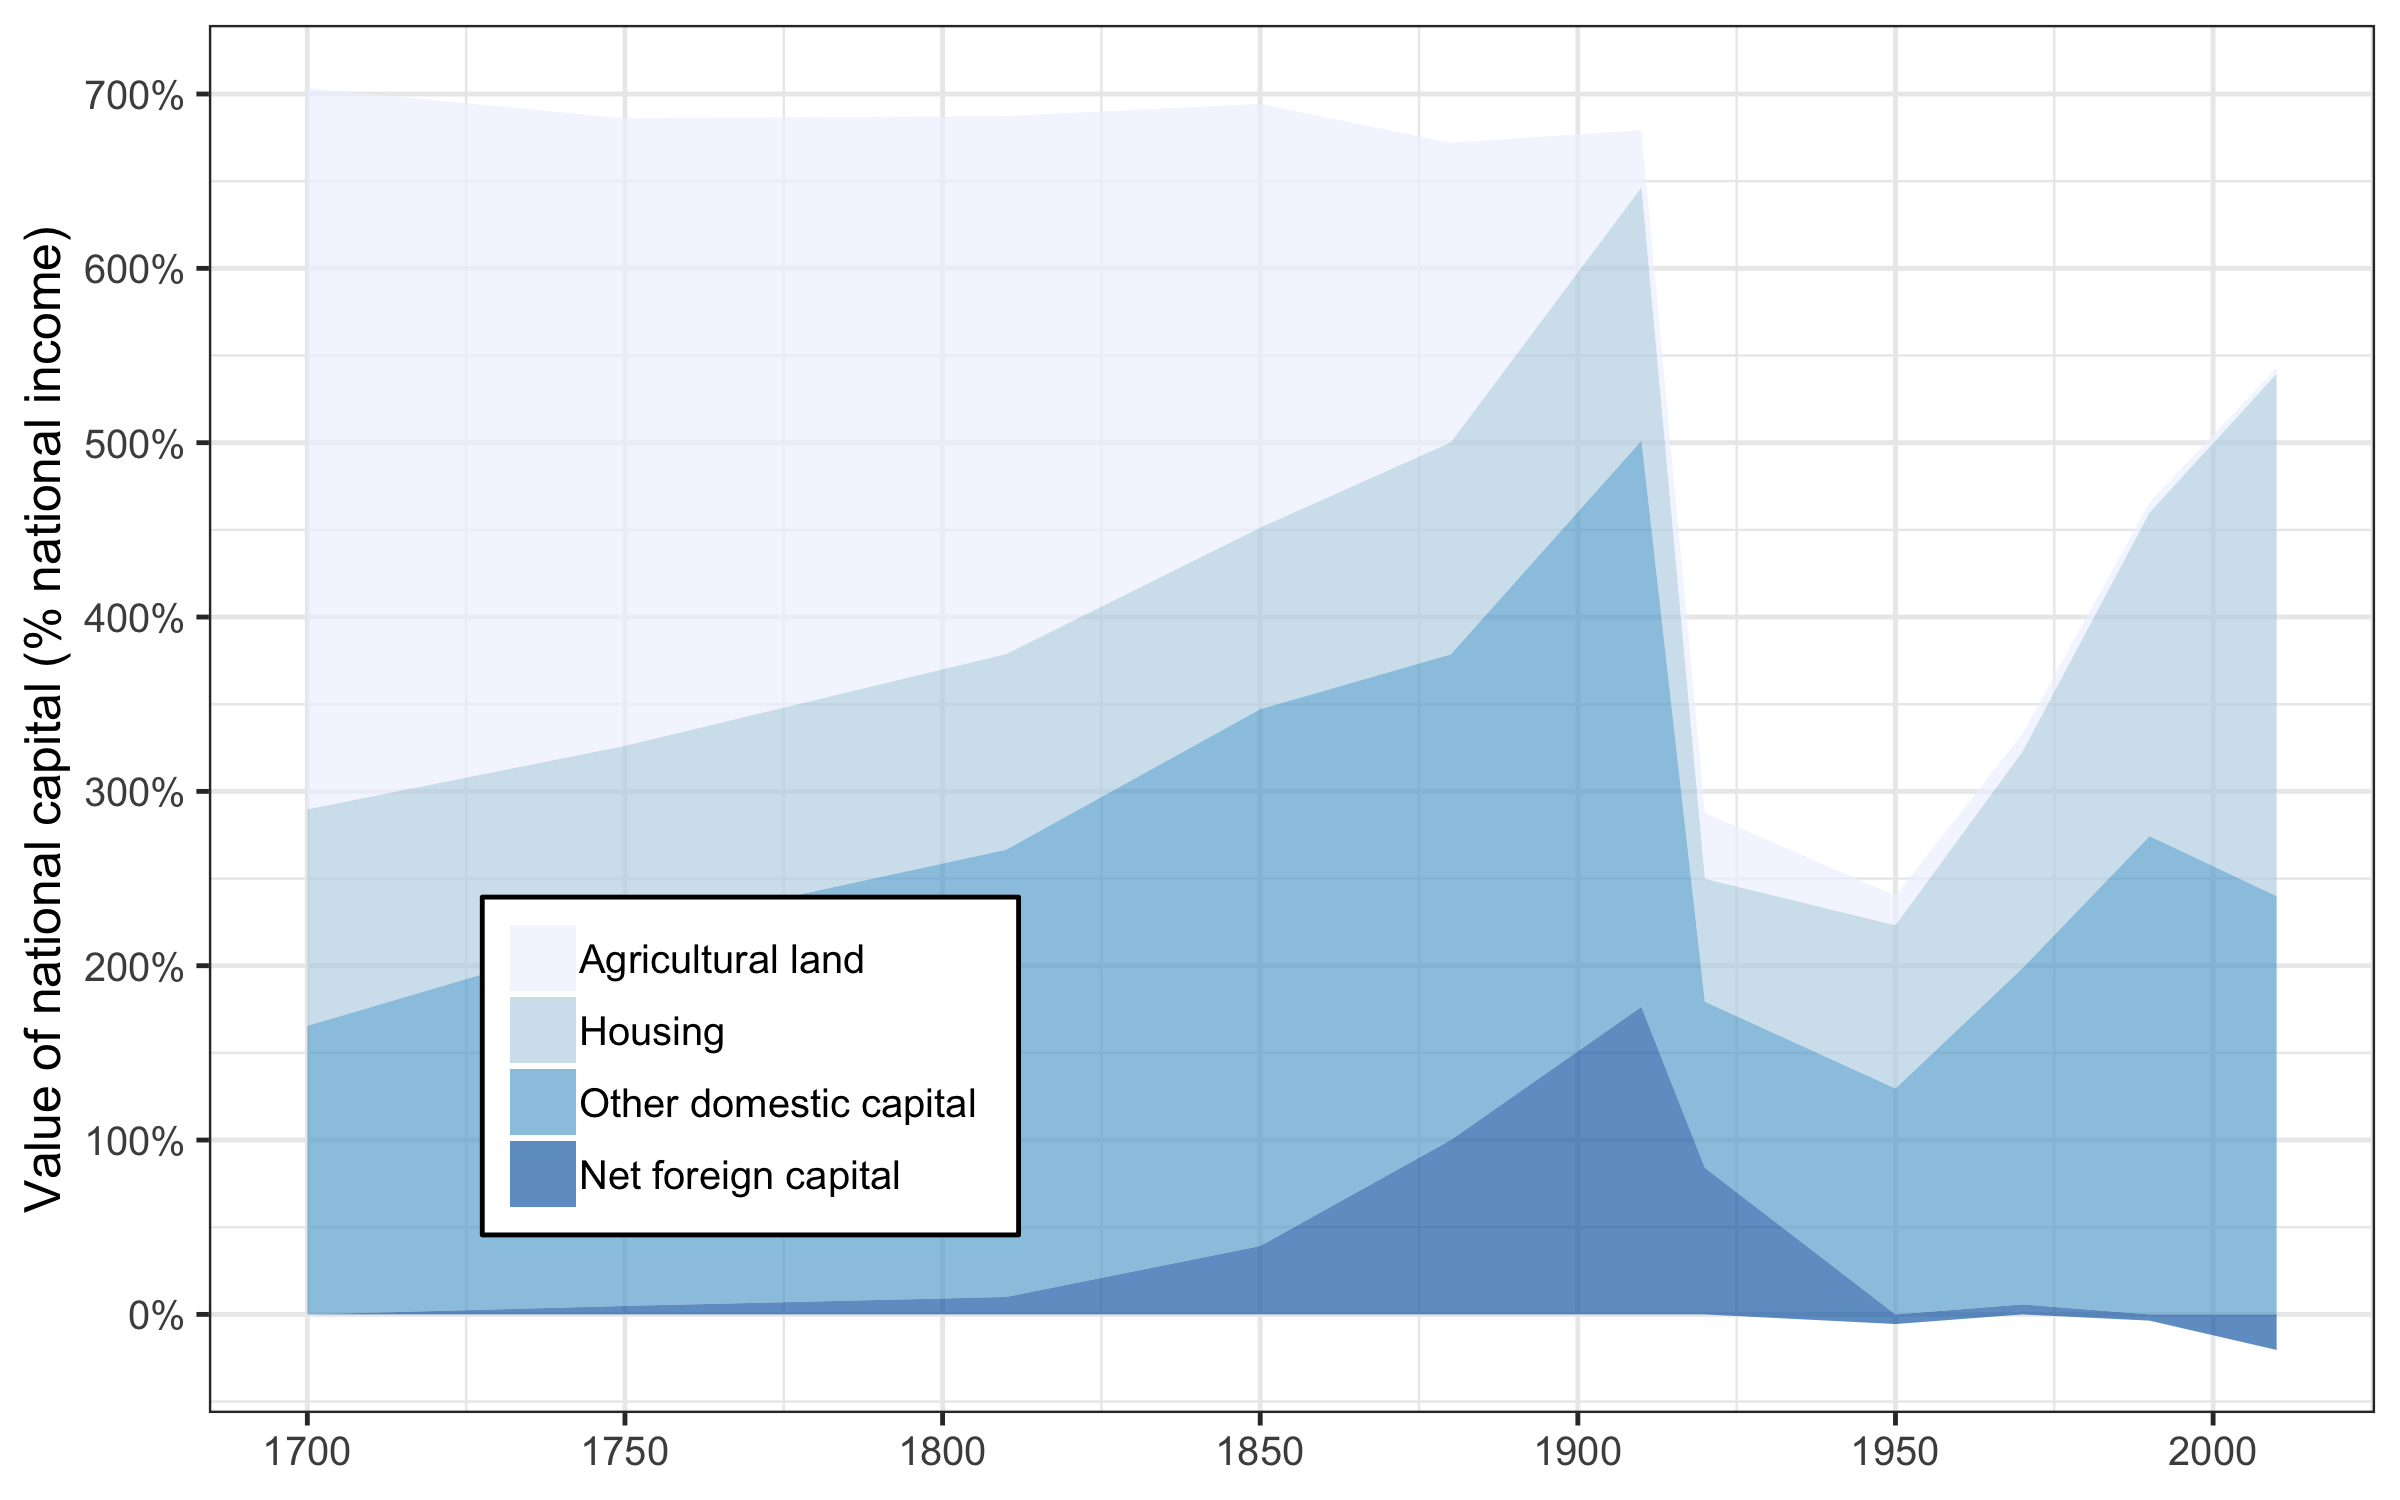 Value of national capital (% national income)
700%
600%
500%
400%
300%
200%
100%
0%
Agricultural land
Housing
Other domestic capital
Net foreign capital
1700 1750 1800 1850 1900 1950 2000